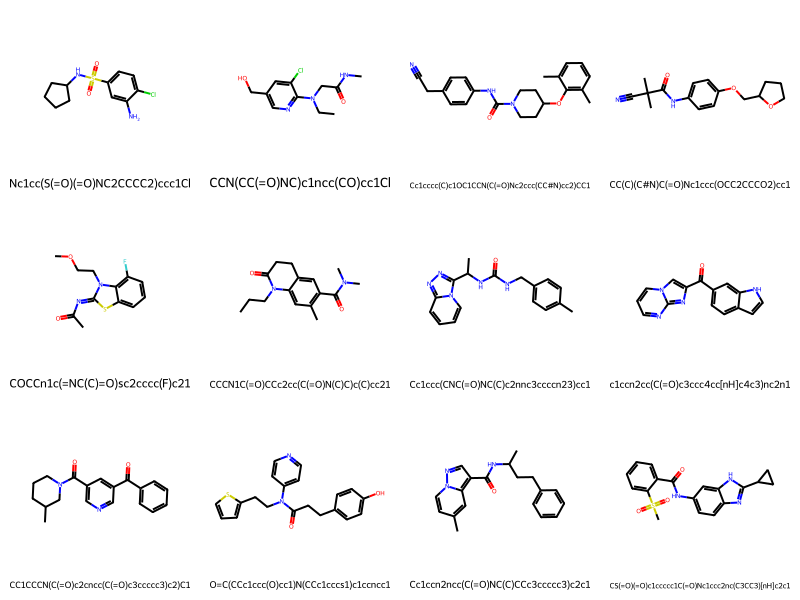 Nc1cc(S(=O)(=O)NC2CCCC2)ccc1Cl
CCN(CC(=O)NC)c1ncc(CO)cc1Cl
Cc1cccc(C)c1OC1CCN(C(=O)Nc2ccc(CC#N)cc2)CC1
CC(C)(C#N)C(=O)Nc1ccc(OCC2CCCO2)cc1
COCCn1c(=NC(C)=O)sc2cccc(F)c21
CCCN1C(=O)CCc2cc(C(=O)N(C)C)c(C)cc21
Cc1ccc(CNC(=O)NC(C)c2nnc3ccccn23)cc1
c1ccn2cc(C(=O)c3ccc4cc[nH]c4c3)nc2n1
CC1CCCN(C(=O)c2cncc(C(=O)c3ccccc3)c2)C1
O=C(CCc1ccc(O)cc1)N(CCc1cccs1)c1ccncc1
Cc1ccn2ncc(C(=O)NC(C)CCc3ccccc3)c2c1
CS(=O)(=O)c1ccccc1C(=O)Nc1ccc2nc(C3CC3)[nH]c2c1